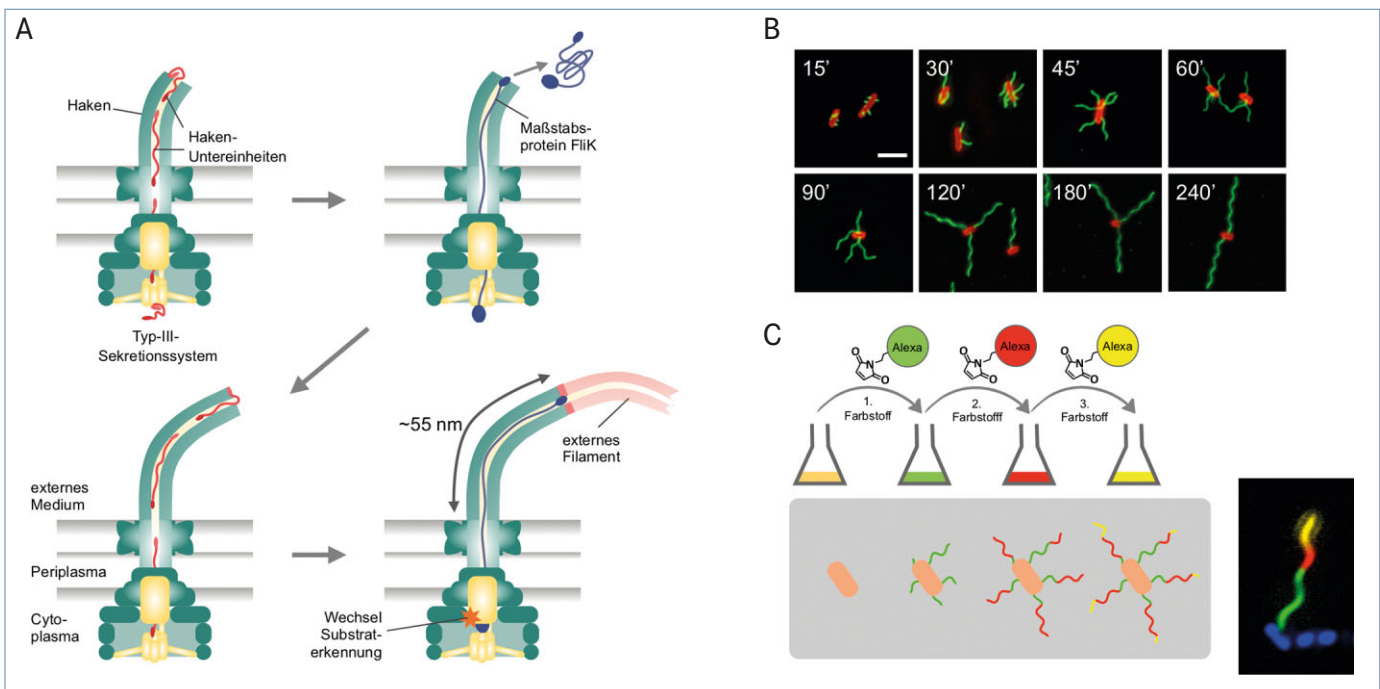 A
Haken
Haken-
Untereinheiten
Maßstabs-
protein FliK
Typ-III-
Sekretionssystem
~55 nm
externes
Filament
externes
Medium
Periplasma
Cyto-
plasma
Wechsel
Substrat-
erkennung
B
15'
30'
45'
60'
90'
120'
180'
240'
C
Alexa
Alexa
Alexa
N
O
O
N
O
O
N
O
O
1.
Farbstoff
2.
Farbstofff
3.
Farbstoff